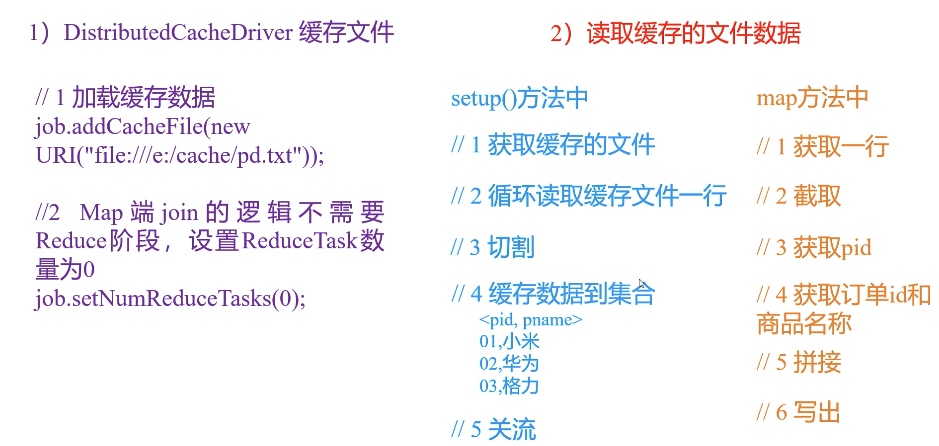 1）DistributedCacheDriver 缓存文件
// 1 加载缓存数据
job.addCacheFile(new
URI("file:///e:/cache/pd.txt"));
//2 Map 端 join 的逻辑不需要
Reduce阶段，设置ReduceTask数
量为0
job.setNumReduceTasks(0);
2）读取缓存的文件数据
setup()方法中
// 1 获取缓存的文件
// 2 循环读取缓存文件一行
// 3 切割
// 4 缓存数据到集合
<pid, pname>
01,小米
02,华为
03,格力
// 5 关流
map方法中
// 1 获取一行
// 2 截取
// 3 获取pid
// 4 获取订单id和
商品名称
// 5 拼接
// 6 写出